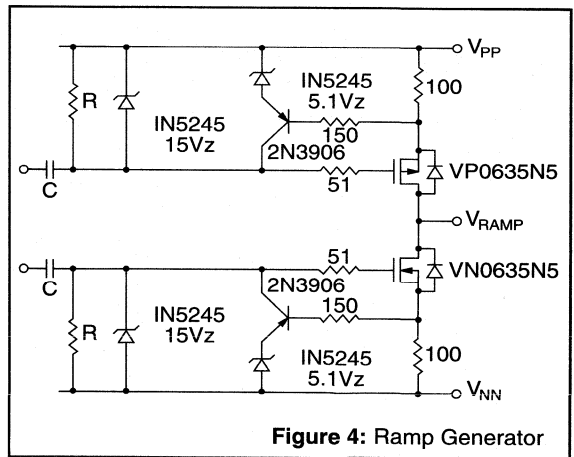 V_PP
100
R
IN5245
15Vz
IN5245
5.1Vz
150
2N3906
VP0635N5
C
51
V_RAMP
51
VN0635N5
C
2N3906
150
R
IN5245
15Vz
IN5245
5.1Vz
100
V_NN
Figure 4: Ramp Generator